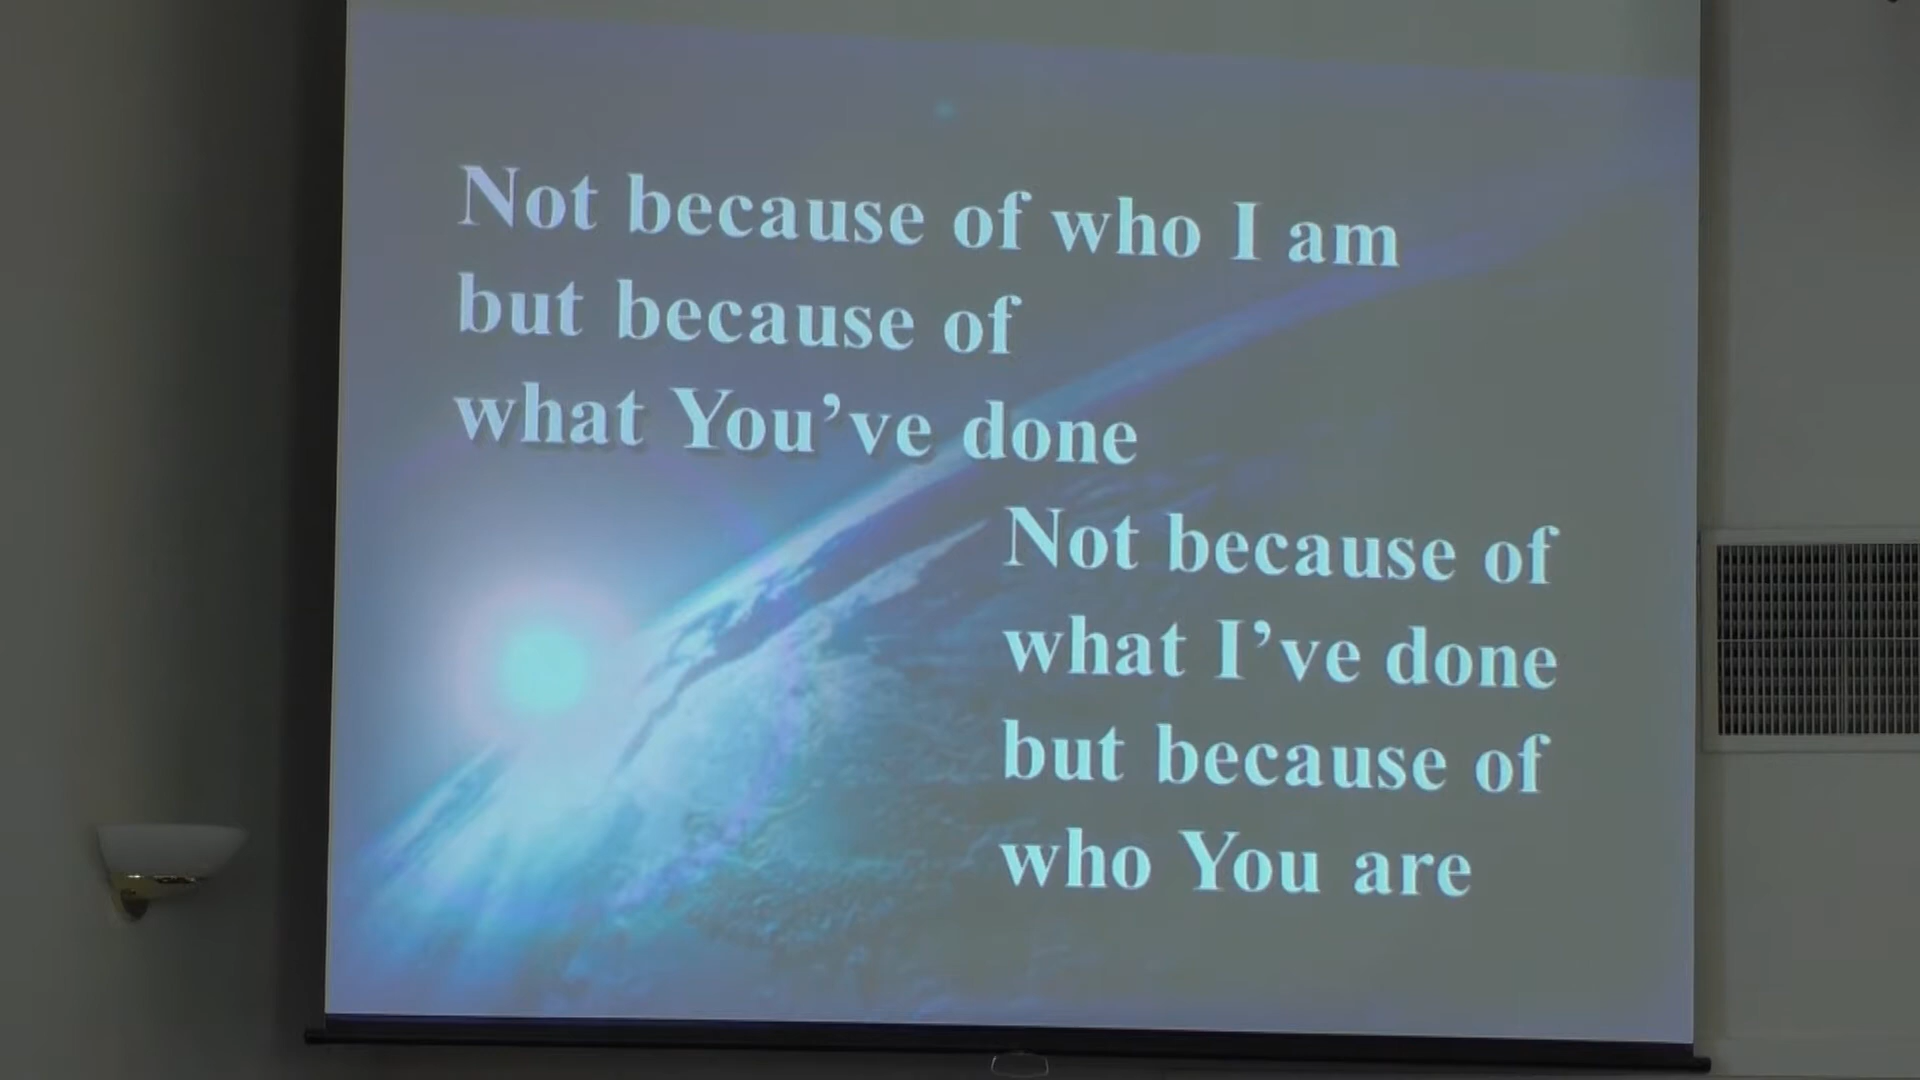 Not because of who I am
but because of
what You’ve done
Not because of
what I’ve done
but because of
who You are